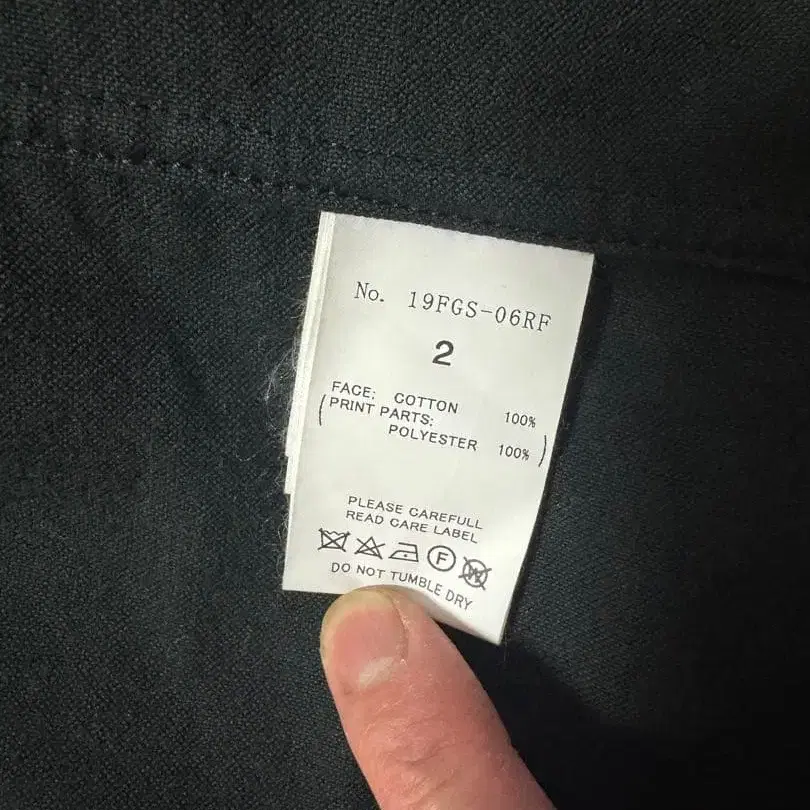 No. 19FGS-06RF
2
FACE: COTTON 100%
(PRINT PARTS:
POLYESTER 100%)
PLEASE CAREFULL
READ CARE LABEL
F W
DO NOT TUMBLE DRY